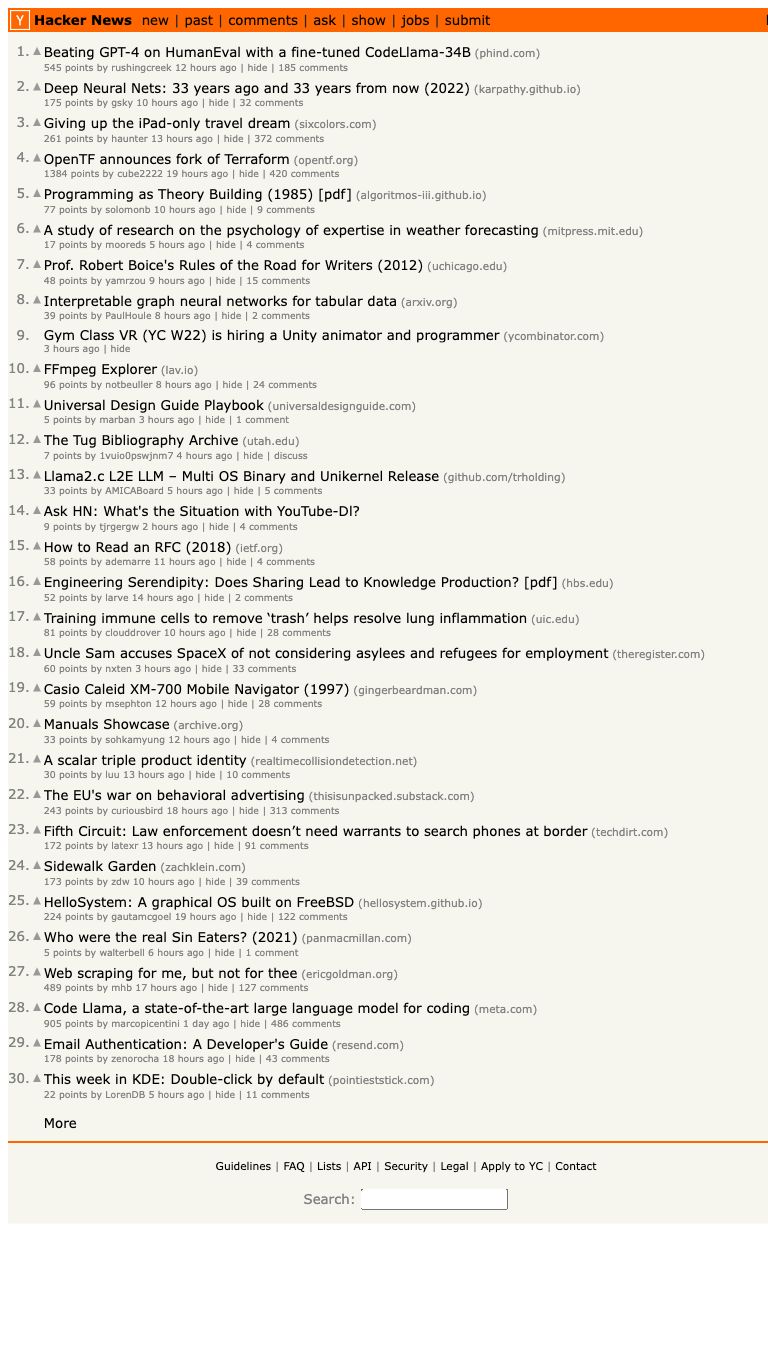 Y Hacker News new | past | comments | ask | show | jobs | submit
1. ▲ Beating GPT-4 on HumanEval with a fine-tuned CodeLlama-34B (phind.com)
545 points by rushingcreek 12 hours ago | hide | 185 comments
2. ▲ Deep Neural Nets: 33 years ago and 33 years from now (2022) (karpathy.github.io)
175 points by gsky 10 hours ago | hide | 32 comments
3. ▲ Giving up the iPad-only travel dream (sixcolors.com)
261 points by haunter 13 hours ago | hide | 372 comments
4. ▲ OpenTF announces fork of Terraform (opentf.org)
1384 points by cube2222 19 hours ago | hide | 420 comments
5. ▲ Programming as Theory Building (1985) [pdf] (algoritmos-iii.github.io)
77 points by solomonb 10 hours ago | hide | 9 comments
6. ▲ A study of research on the psychology of expertise in weather forecasting (mitpress.mit.edu)
17 points by mooreds 5 hours ago | hide | 4 comments
7. ▲ Prof. Robert Boice's Rules of the Road for Writers (2012) (uchicago.edu)
48 points by yamrzou 9 hours ago | hide | 15 comments
8. ▲ Interpretable graph neural networks for tabular data (arxiv.org)
39 points by PaulHoule 8 hours ago | hide | 2 comments
9. Gym Class VR (YC W22) is hiring a Unity animator and programmer (ycombinator.com)
3 hours ago | hide
10. ▲ FFmpeg Explorer (lav.io)
96 points by notbeuller 8 hours ago | hide | 24 comments
11. ▲ Universal Design Guide Playbook (universaldesignguide.com)
5 points by marban 3 hours ago | hide | 1 comment
12. ▲ The Tug Bibliography Archive (utah.edu)
7 points by 1vuio0pswjnm7 4 hours ago | hide | discuss
13. ▲ Llama2.c L2E LLM – Multi OS Binary and Unikernel Release (github.com/trholding)
33 points by AMICABoard 5 hours ago | hide | 5 comments
14. ▲ Ask HN: What's the Situation with YouTube-Dl?
9 points by tjrgergw 2 hours ago | hide | 4 comments
15. ▲ How to Read an RFC (2018) (ietf.org)
58 points by ademarre 11 hours ago | hide | 4 comments
16. ▲ Engineering Serendipity: Does Sharing Lead to Knowledge Production? [pdf] (hbs.edu)
52 points by larve 14 hours ago | hide | 2 comments
17. ▲ Training immune cells to remove ‘trash’ helps resolve lung inflammation (uic.edu)
81 points by clouddrover 10 hours ago | hide | 28 comments
18. ▲ Uncle Sam accuses SpaceX of not considering asylees and refugees for employment (theregister.com)
60 points by nxten 3 hours ago | hide | 33 comments
19. ▲ Casio Caleid XM-700 Mobile Navigator (1997) (gingerbeardman.com)
59 points by msephton 12 hours ago | hide | 28 comments
20. ▲ Manuals Showcase (archive.org)
33 points by sohkamyung 12 hours ago | hide | 4 comments
21. ▲ A scalar triple product identity (realtimecollisiondetection.net)
30 points by luu 13 hours ago | hide | 10 comments
22. ▲ The EU's war on behavioral advertising (thisisunpacked.substack.com)
243 points by curiousbird 18 hours ago | hide | 313 comments
23. ▲ Fifth Circuit: Law enforcement doesn’t need warrants to search phones at border (techdirt.com)
172 points by latexr 13 hours ago | hide | 91 comments
24. ▲ Sidewalk Garden (zachklein.com)
173 points by zdw 10 hours ago | hide | 39 comments
25. ▲ HelloSystem: A graphical OS built on FreeBSD (hellosystem.github.io)
224 points by gautamcgoel 19 hours ago | hide | 122 comments
26. ▲ Who were the real Sin Eaters? (2021) (panmacmillan.com)
5 points by walterbell 6 hours ago | hide | 1 comment
27. ▲ Web scraping for me, but not for thee (ericgoldman.org)
489 points by mhb 17 hours ago | hide | 127 comments
28. ▲ Code Llama, a state-of-the-art large language model for coding (meta.com)
905 points by marcopicentini 1 day ago | hide | 486 comments
29. ▲ Email Authentication: A Developer's Guide (resend.com)
178 points by zenorocha 18 hours ago | hide | 43 comments
30. ▲ This week in KDE: Double-click by default (pointieststick.com)
22 points by LorenDB 5 hours ago | hide | 11 comments
More
Guidelines | FAQ | Lists | API | Security | Legal | Apply to YC | Contact
Search: